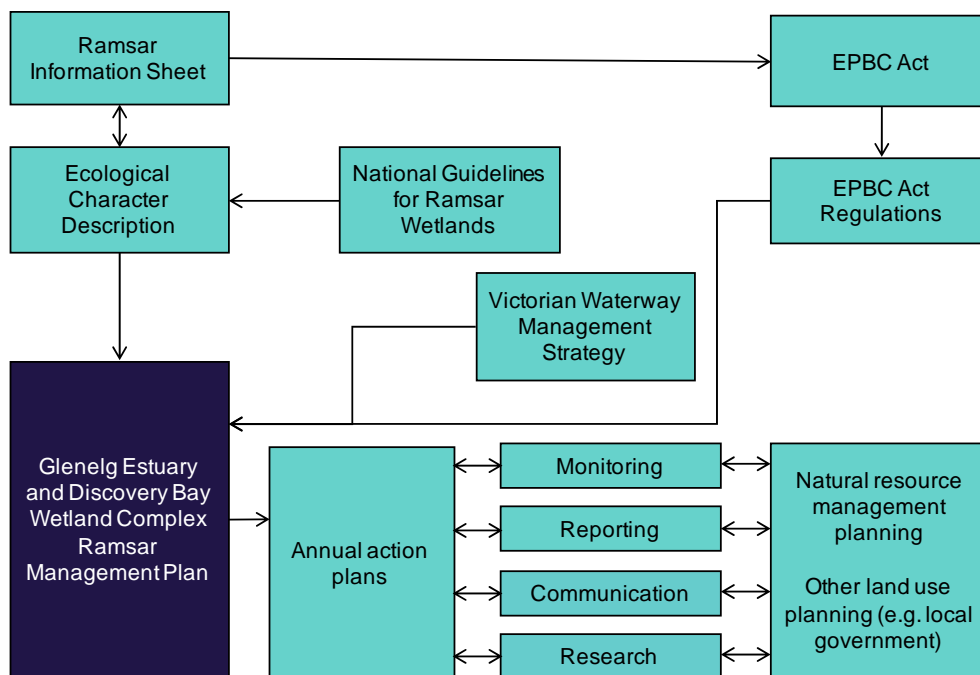 Ramsar
Information Sheet
EPBC Act
Ecological
Character
Description
National Guidelines
for Ramsar
Wetlands
EPBC Act
Regulations
Victorian Waterway
Management
Strategy
Glenelg Estuary
and Discovery Bay
Wetland Complex
Ramsar
Management Plan
Annual action
plans
Monitoring
Reporting
Communication
Research
Natural resource
management
planning
Other land use
planning (e.g. local
government)